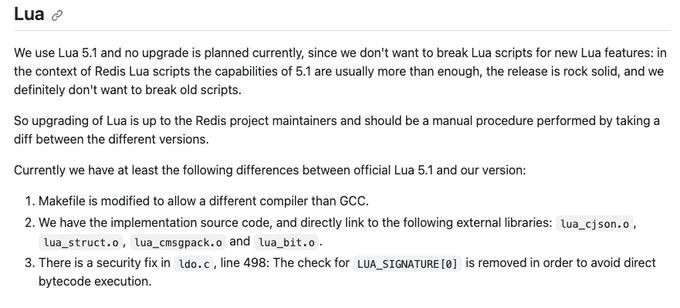 Lua
We use Lua 5.1 and no upgrade is planned currently, since we don't want to break Lua scripts for new Lua features: in
the context of Redis Lua scripts the capabilities of 5.1 are usually more than enough, the release is rock solid, and we
definitely don't want to break old scripts.
So upgrading of Lua is up to the Redis project maintainers and should be a manual procedure performed by taking a
diff between the different versions.
Currently we have at least the following differences between official Lua 5.1 and our version:
1. Makefile is modified to allow a different compiler than GCC.
2. We have the implementation source code, and directly link to the following external libraries: lua_cjson.o ,
lua_struct.o , lua_cmsgpack.o and lua_bit.o .
3. There is a security fix in ldo.c , line 498: The check for LUA_SIGNATURE[0] is removed in order to avoid direct
bytecode execution.